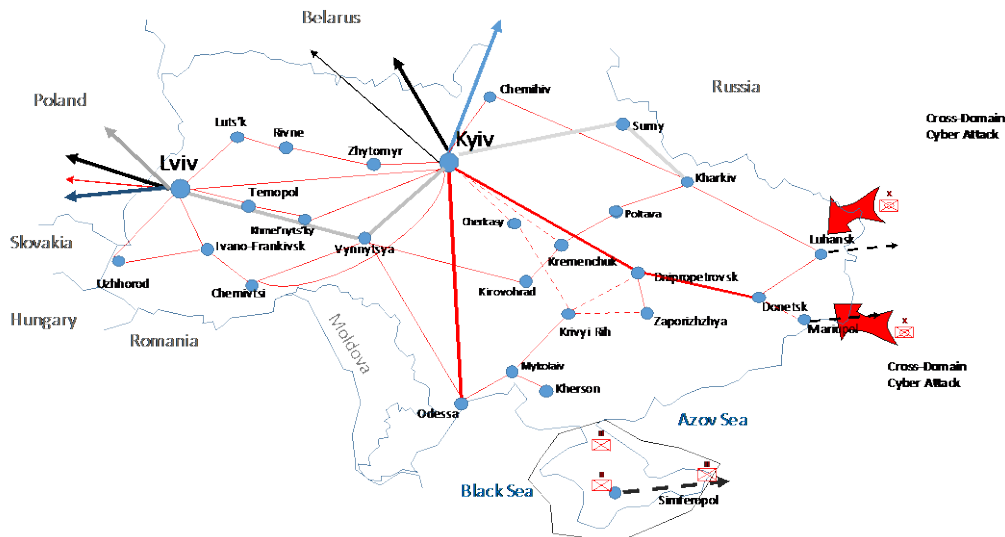 Belarus
Russia
Poland
Chernihiv
Cross-Domain
Cyber Attack
Luts'k
Rivne
Sumy
Kyiv
Zhytomyr
Lviv
Kharkiv
Ternopol
x
Poltava
Khmel'nyts'ky
Cherkasy
Slovakia
Ivano-Frankivsk
Vynnytsya
Kremenchuk
Luhansk
Uzhhorod
Chernivtsi
Kirovohrad
Dnipropetrovsk
Donetsk
Hungary
Romania
Moldova
Krivyi Rih
Zaporizhzhya
Mariupol
x
Mykolaiv
Cross-Domain
Cyber Attack
Kherson
Odessa
Azov Sea
Black Sea
Simferopol